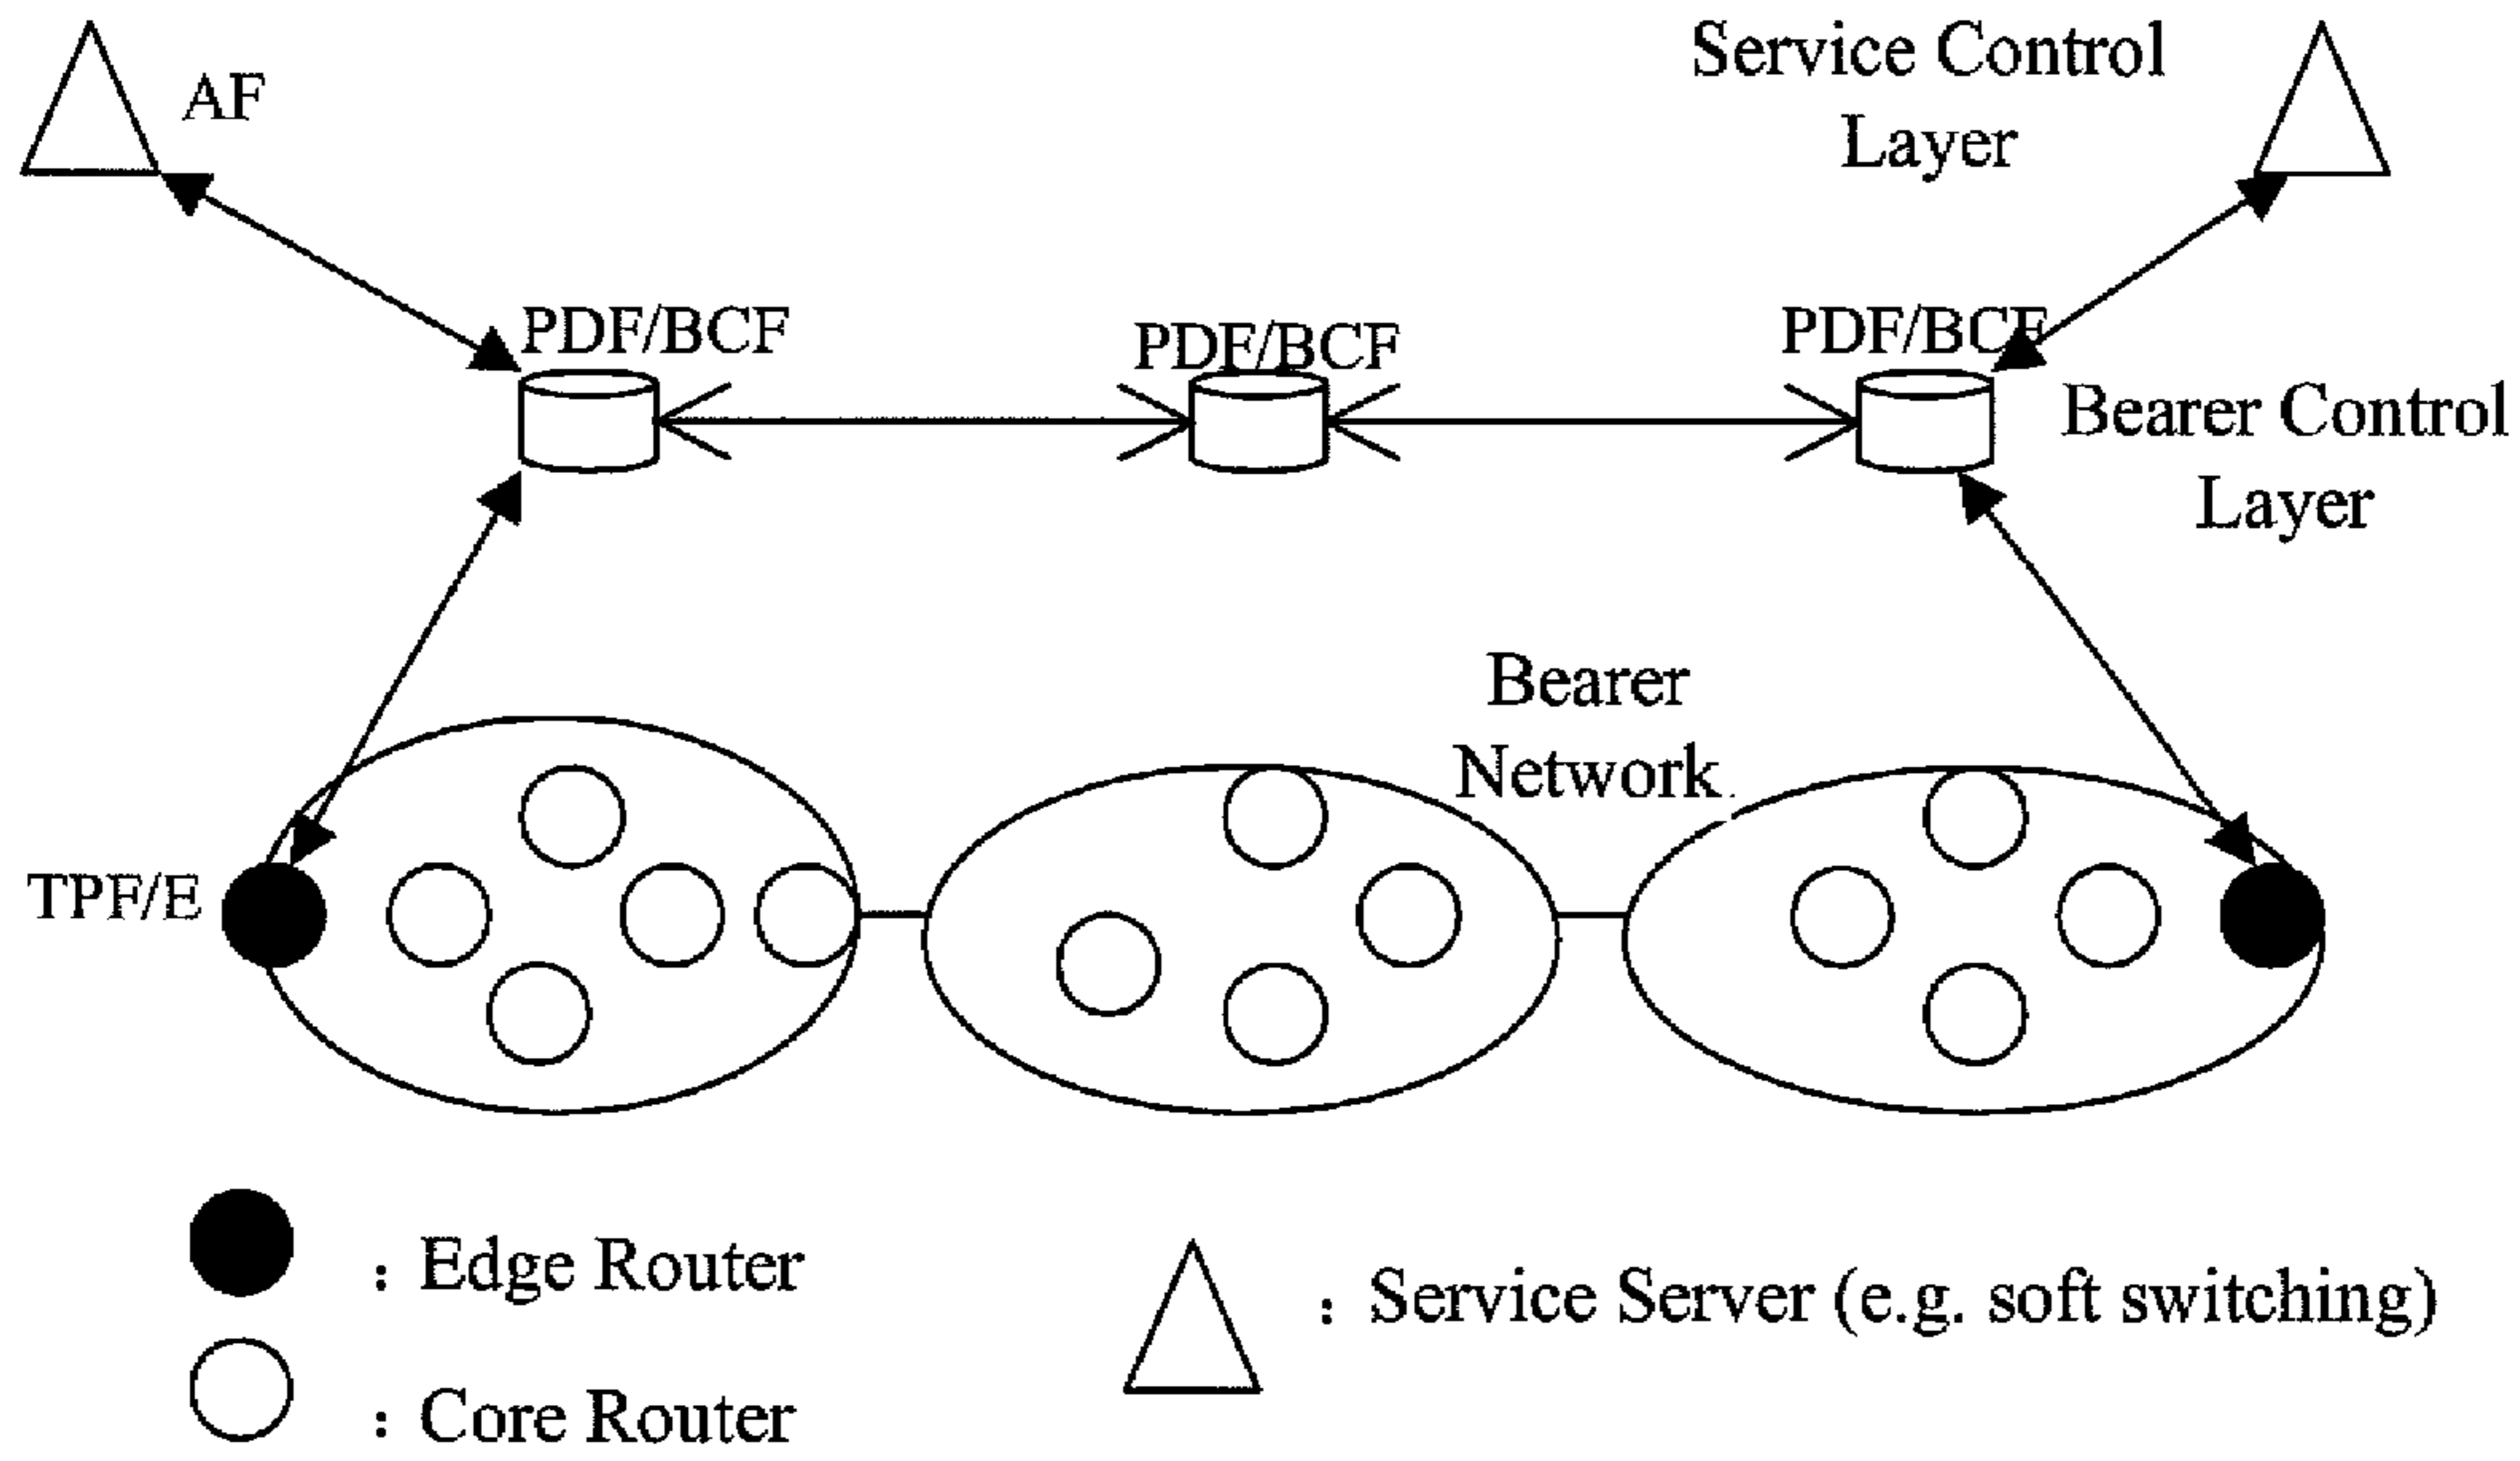 AF
Service Control
Layer
PDF/BCF
PDF/BCF
PDF/BCF
Bearer Control
Layer
Bearer
Network
TPF/E
: Edge Router
: Core Router
: Service Server (e.g. soft switching)